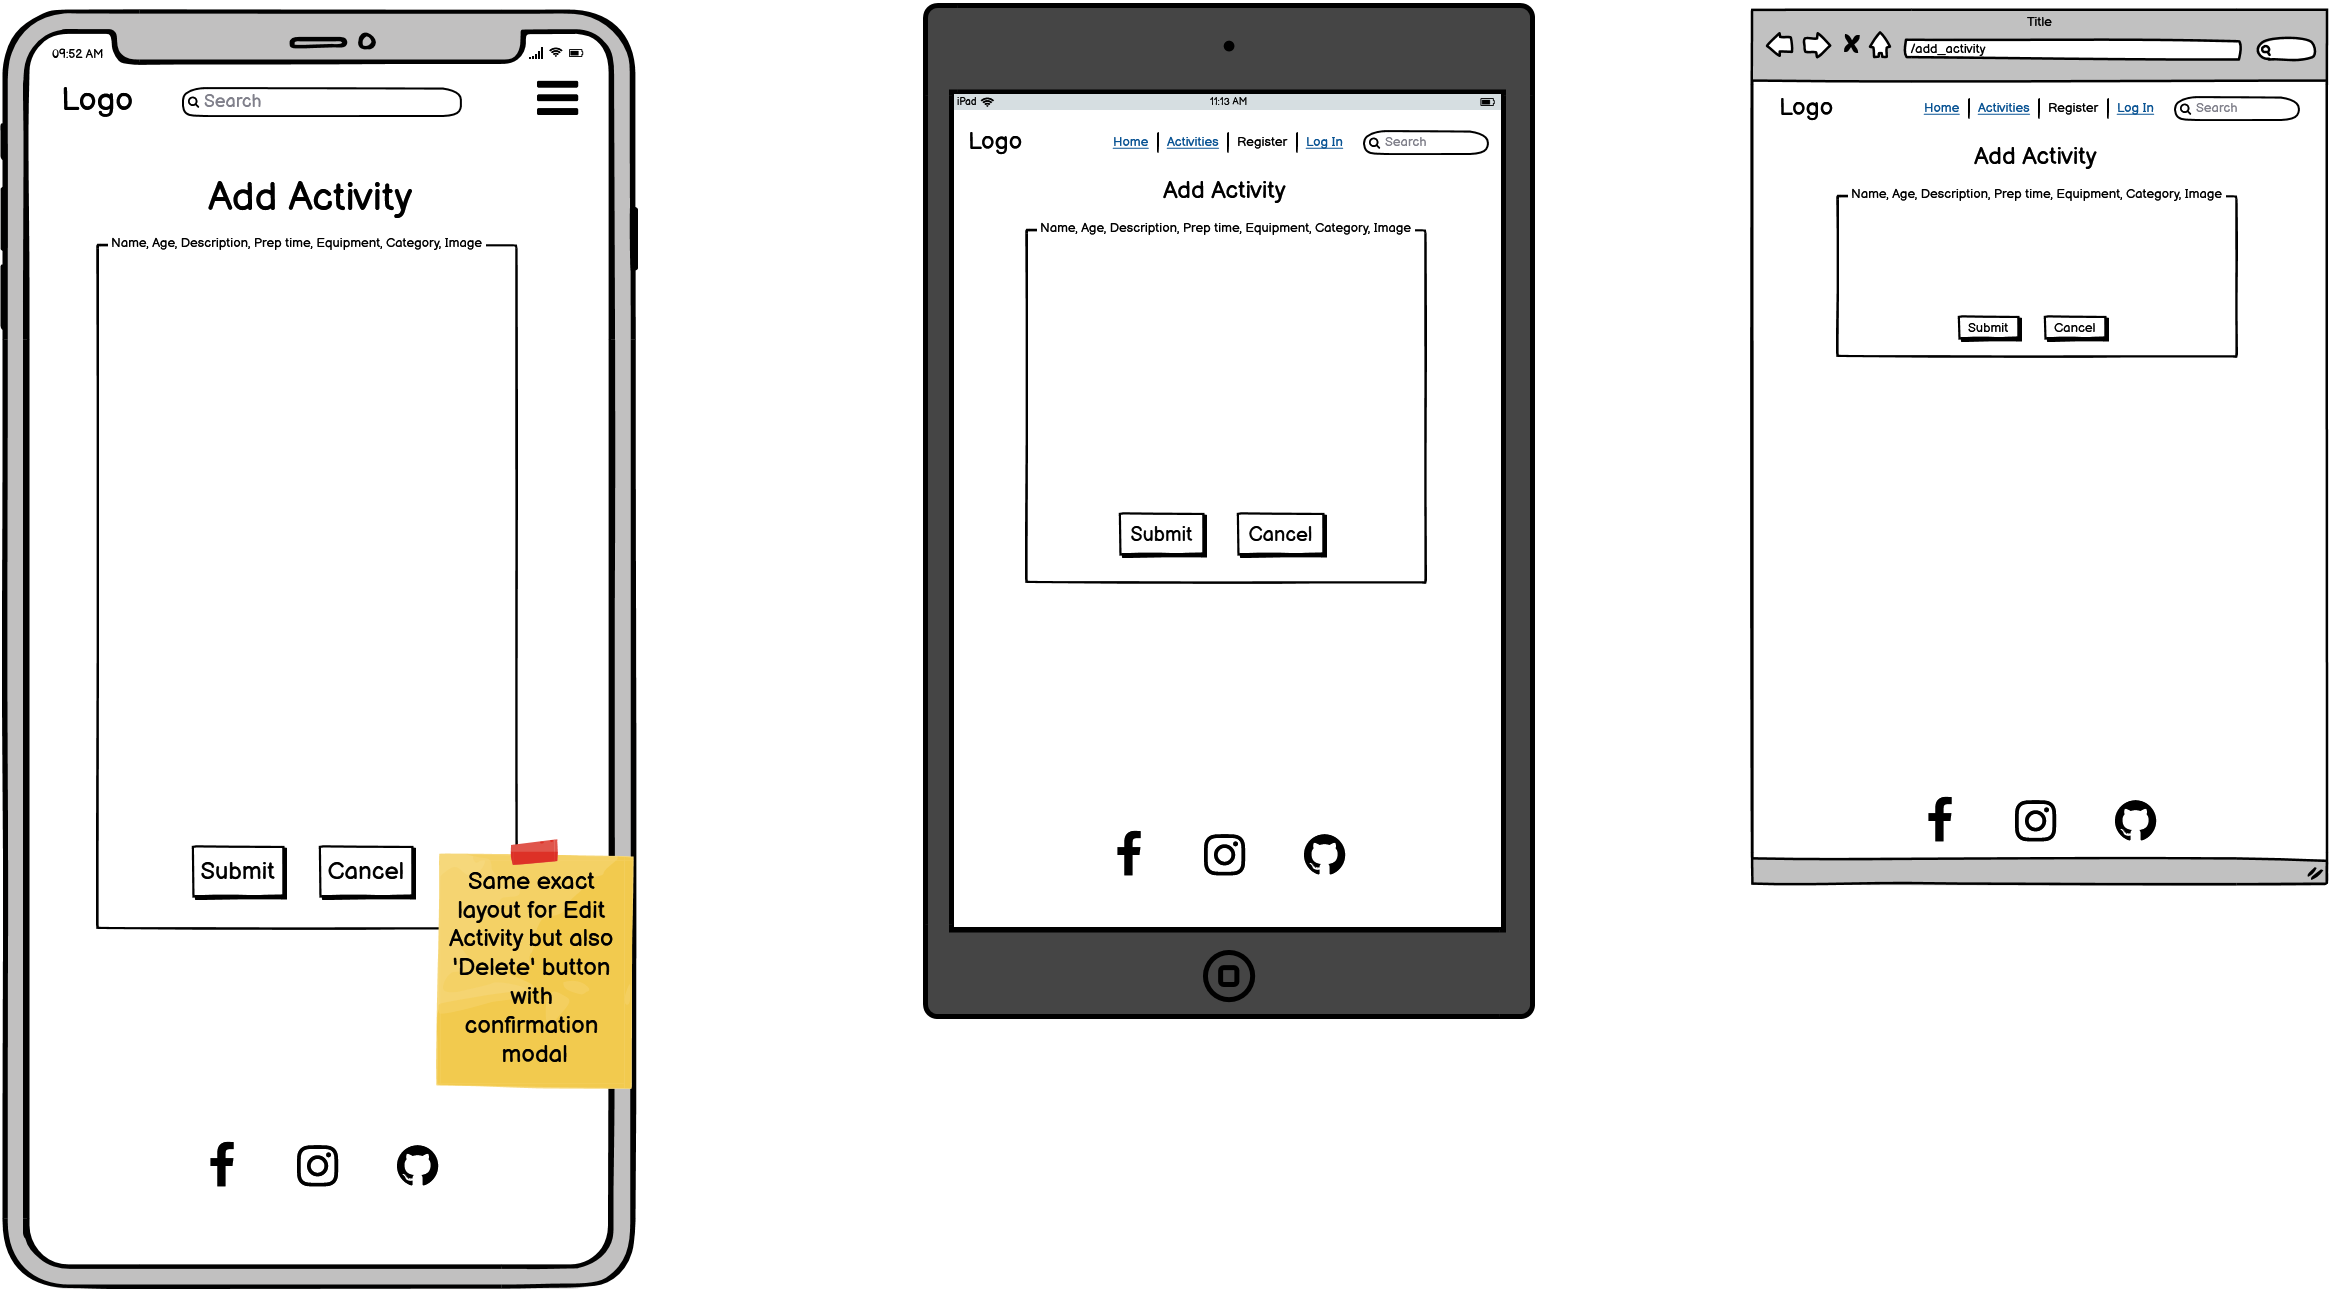 09:52 AM
Logo
Search
Add Activity
Name, Age, Description, Prep time, Equipment, Category, Image
Submit
Cancel
Same exact
layout for Edit
Activity but also
'Delete' button
with
confirmation
modal
iPad
11:13 AM
Logo
Home
Activities
Register
Log In
Search
Add Activity
Name, Age, Description, Prep time, Equipment, Category, Image
Submit
Cancel
Title
/add_activity
Logo
Home
Activities
Register
Log In
Search
Add Activity
Name, Age, Description, Prep time, Equipment, Category, Image
Submit
Cancel